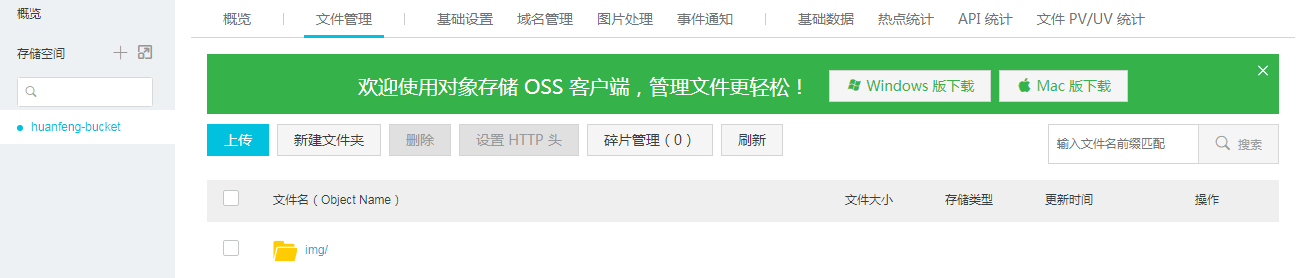 概览
存储空间
huanfeng-bucket
概览 文件管理 基础设置 域名管理 图片处理 事件通知 基础数据 热点统计 API 统计 文件 PV/UV 统计
欢迎使用对象存储 OSS 客户端，管理文件更轻松！ Windows 版下载 Mac 版下载
上传 新建文件夹 删除 设置 HTTP 头 碎片管理（0） 刷新 输入文件名前缀匹配 搜索
文件名（Object Name） 文件大小 存储类型 更新时间 操作
img/